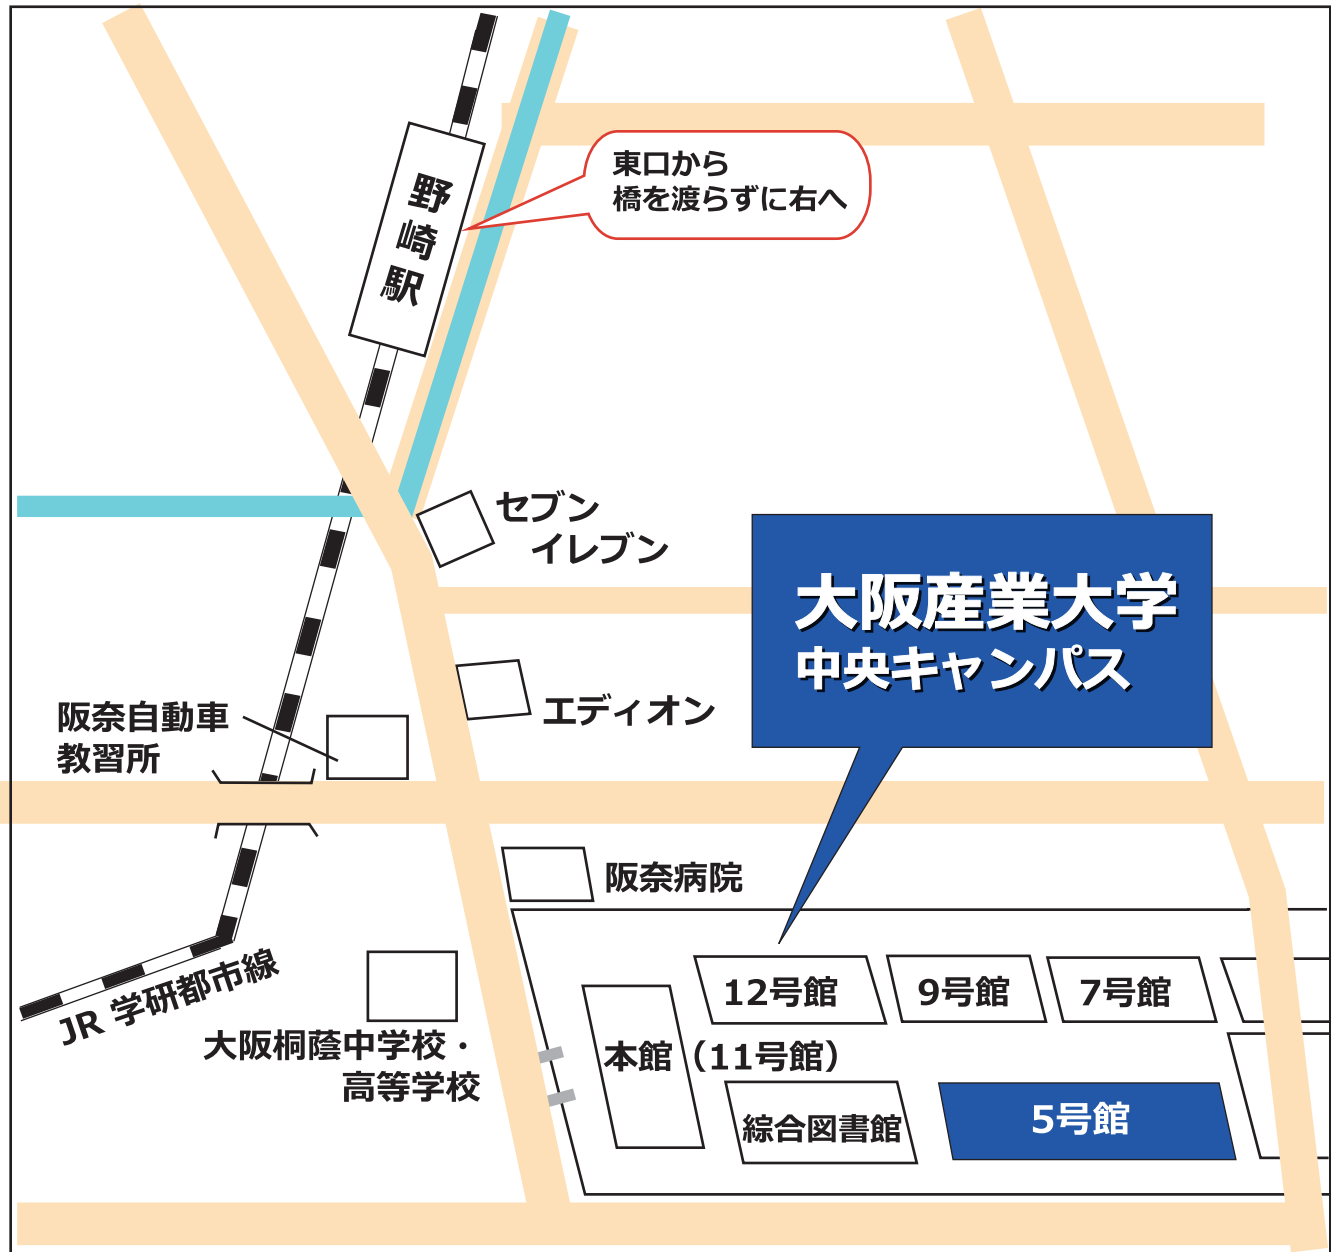 東口から
橋を渡らずに右へ
野崎駅
セブン
イレブン
大阪産業大学
中央キャンパス
エディオン
阪奈自動車
教習所
阪奈病院
JR 学研都市線
大阪桐蔭中学校・
高等学校
12号館
9号館
7号館
本館（11号館）
綜合図書館
5号館